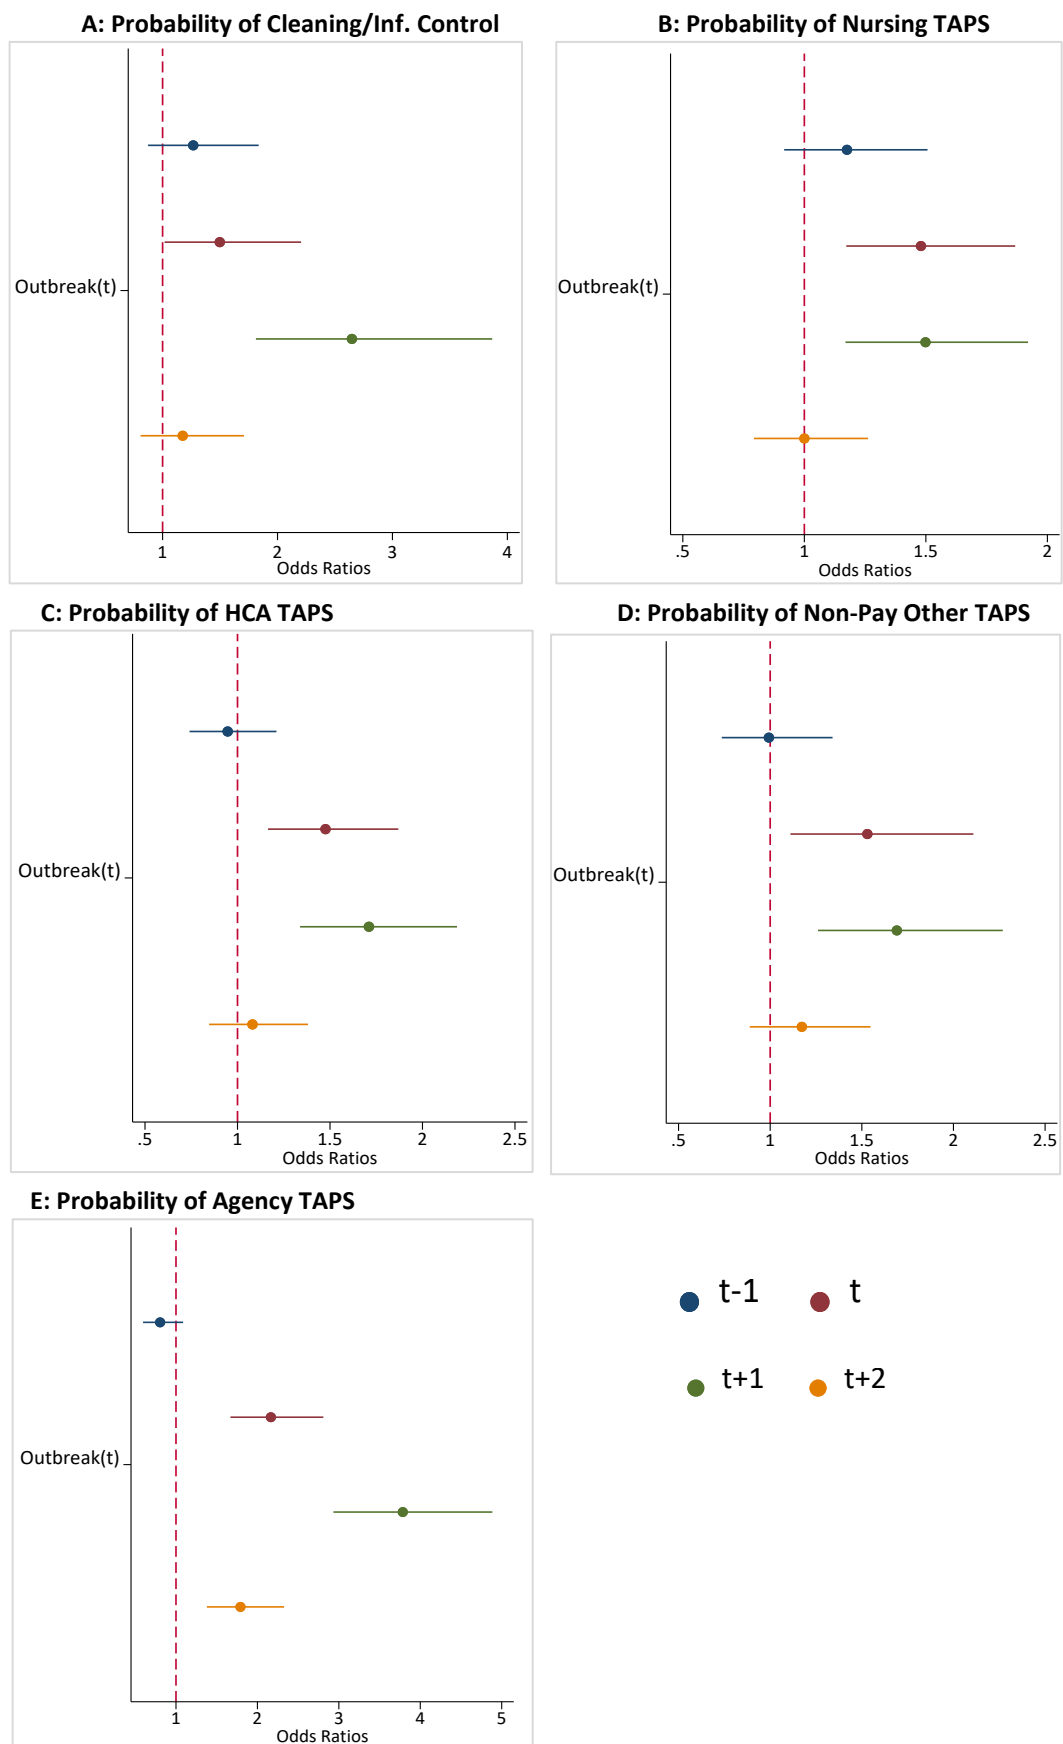 A: Probability of Cleaning/Inf. Control
Outbreak(t)
1 2 3 4
Odds Ratios
B: Probability of Nursing TAPS
Outbreak(t)
.5 1 1.5 2
Odds Ratios
C: Probability of HCA TAPS
Outbreak(t)
.5 1 1.5 2 2.5
Odds Ratios
D: Probability of Non-Pay Other TAPS
Outbreak(t)
.5 1 1.5 2 2.5
Odds Ratios
E: Probability of Agency TAPS
Outbreak(t)
1 2 3 4 5
Odds Ratios
t-1 t
t+1 t+2